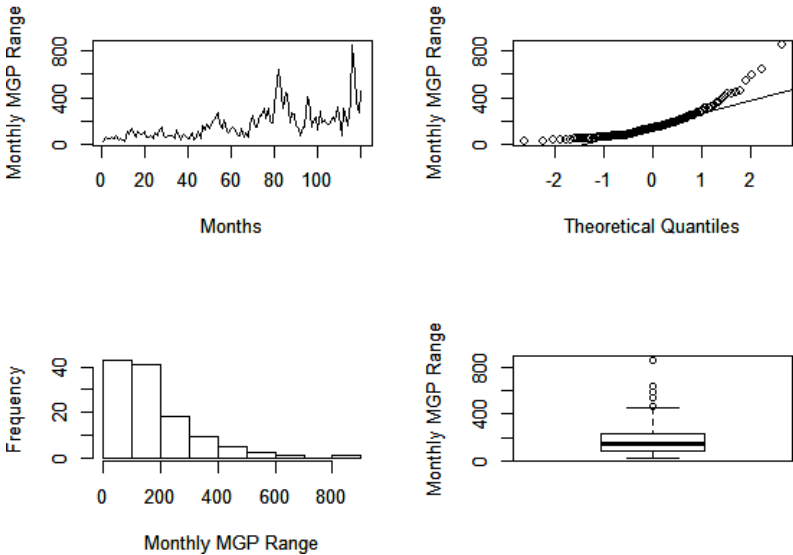 Monthly MGP Range
0 400 800
0 20 40 60 80 100
Months
Monthly MGP Range
0 400 800
-2 -1 0 1 2
Theoretical Quantiles
Frequency
0 20 40
0 200 400 600 800
Monthly MGP Range
Monthly MGP Range
0 400 800